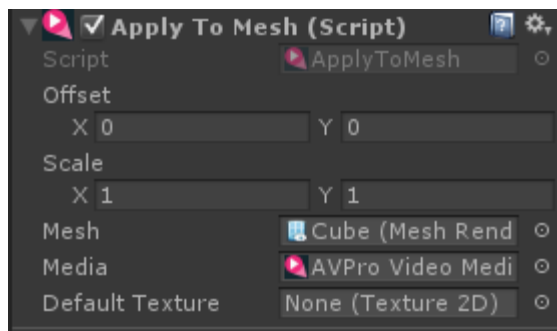 Apply To Mesh (Script)
Script ApplyToMesh
Offset
X 0 Y 0
Scale
X 1 Y 1
Mesh Cube (Mesh Rend
Media AVPro Video Medi
Default Texture None (Texture 2D)